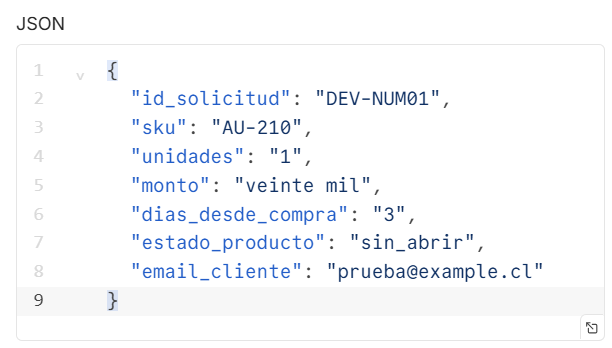 JSON
1 {
2 "id_solicitud": "DEV-NUM01",
3 "sku": "AU-210",
4 "unidades": "1",
5 "monto": "veinte mil",
6 "dias_desde_compra": "3",
7 "estado_producto": "sin_abrir",
8 "email_cliente": "prueba@example.cl"
9 }